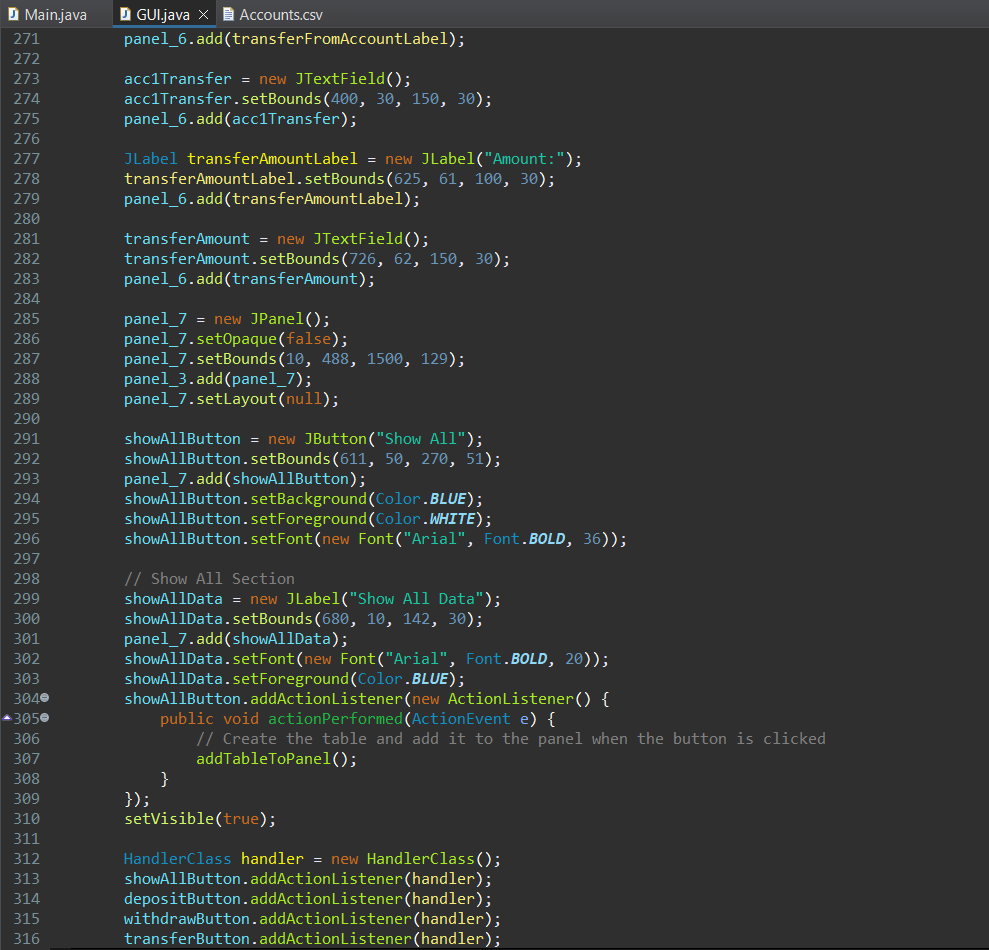 Main.java GUI.java Accounts.csv
271 panel_6.add(transferFromAccountLabel);
272
273 acc1Transfer = new JTextField();
274 acc1Transfer.setBounds(400, 30, 150, 30);
275 panel_6.add(acc1Transfer);
276
277 JLabel transferAmountLabel = new JLabel("Amount:");
278 transferAmountLabel.setBounds(625, 61, 100, 30);
279 panel_6.add(transferAmountLabel);
280
281 transferAmount = new JTextField();
282 transferAmount.setBounds(726, 62, 150, 30);
283 panel_6.add(transferAmount);
284
285 panel_7 = new JPanel();
286 panel_7.setOpaque(false);
287 panel_7.setBounds(10, 488, 1500, 129);
288 panel_3.add(panel_7);
289 panel_7.setLayout(null);
290
291 showAllButton = new JButton("Show All");
292 showAllButton.setBounds(611, 50, 270, 51);
293 panel_7.add(showAllButton);
294 showAllButton.setBackground(Color.BLUE);
295 showAllButton.setForeground(Color.WHITE);
296 showAllButton.setFont(new Font("Arial", Font.BOLD, 36));
297
298 // Show All Section
299 showAllData = new JLabel("Show All Data");
300 showAllData.setBounds(680, 10, 142, 30);
301 panel_7.add(showAllData);
302 showAllData.setFont(new Font("Arial", Font.BOLD, 20));
303 showAllData.setForeground(Color.BLUE);
304 showAllButton.addActionListener(new ActionListener() {
305 public void actionPerformed(ActionEvent e) {
306 // Create the table and add it to the panel when the button is clicked
307 addTableToPanel();
308 }
309 });
310 setVisible(true);
311
312 HandlerClass handler = new HandlerClass();
313 showAllButton.addActionListener(handler);
314 depositButton.addActionListener(handler);
315 withdrawButton.addActionListener(handler);
316 transferButton.addActionListener(handler);